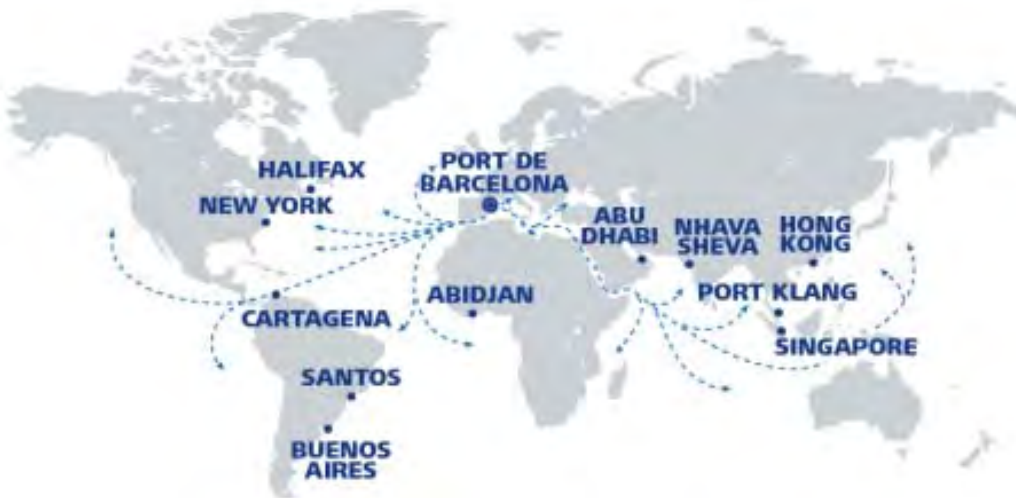 HALIFAX
NEW YORK
PORT DE
BARCELONA
ABU
DHABI
NHAVA
SHEVA
HONG
KONG
PORT KLANG
SINGAPORE
ABIDJAN
CARTAGENA
SANTOS
BUENOS
AIRES